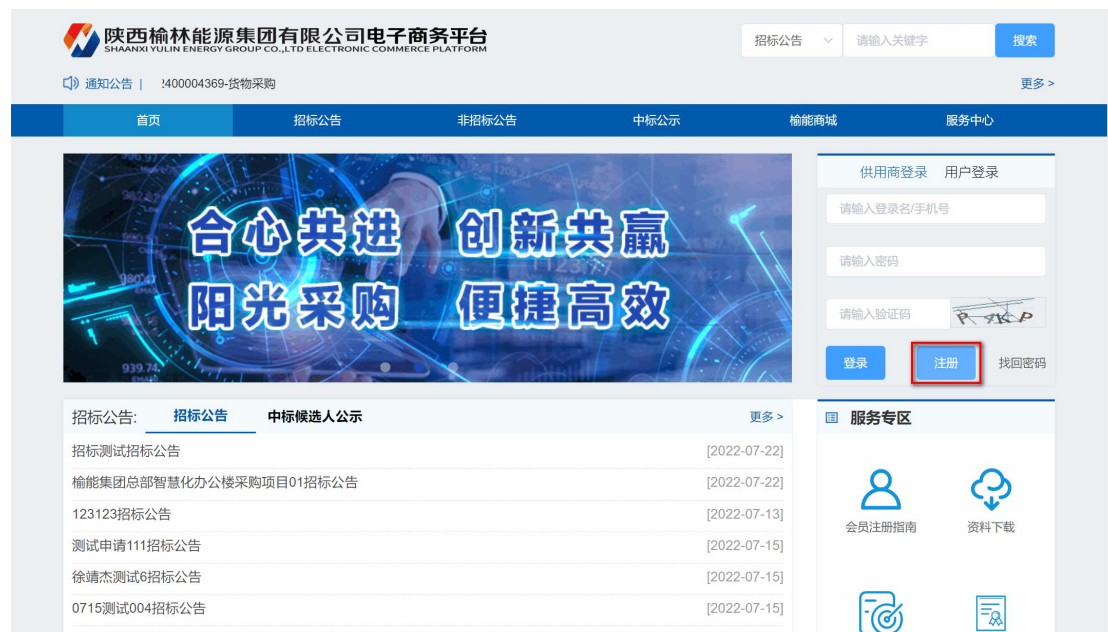 陕西榆林能源集团有限公司电子商务平台
SHAANXI YULIN ENERGY GROUP CO.,LTD ELECTRONIC COMMERCE PLATFORM
招标公告 请输入关键字 搜索
通知公告 | 2400004369-货物采购 更多 >
首页 招标公告 非招标公告 中标公示 榆能商城 服务中心
合心共进 创新共赢
阳光采购 便捷高效
939.74
供用商登录 用户登录
请输入登录名/手机号
请输入密码
请输入验证码
登录 注册 找回密码
招标公告: 招标公告 中标候选人公示 更多 >
招标测试招标公告 [2022-07-22]
榆能集团总部智慧化办公楼采购项目01招标公告 [2022-07-22]
123123招标公告 [2022-07-13]
测试申请111招标公告 [2022-07-15]
徐靖杰测试6招标公告 [2022-07-15]
0715测试004招标公告 [2022-07-15]
服务专区
会员注册指南 资料下载